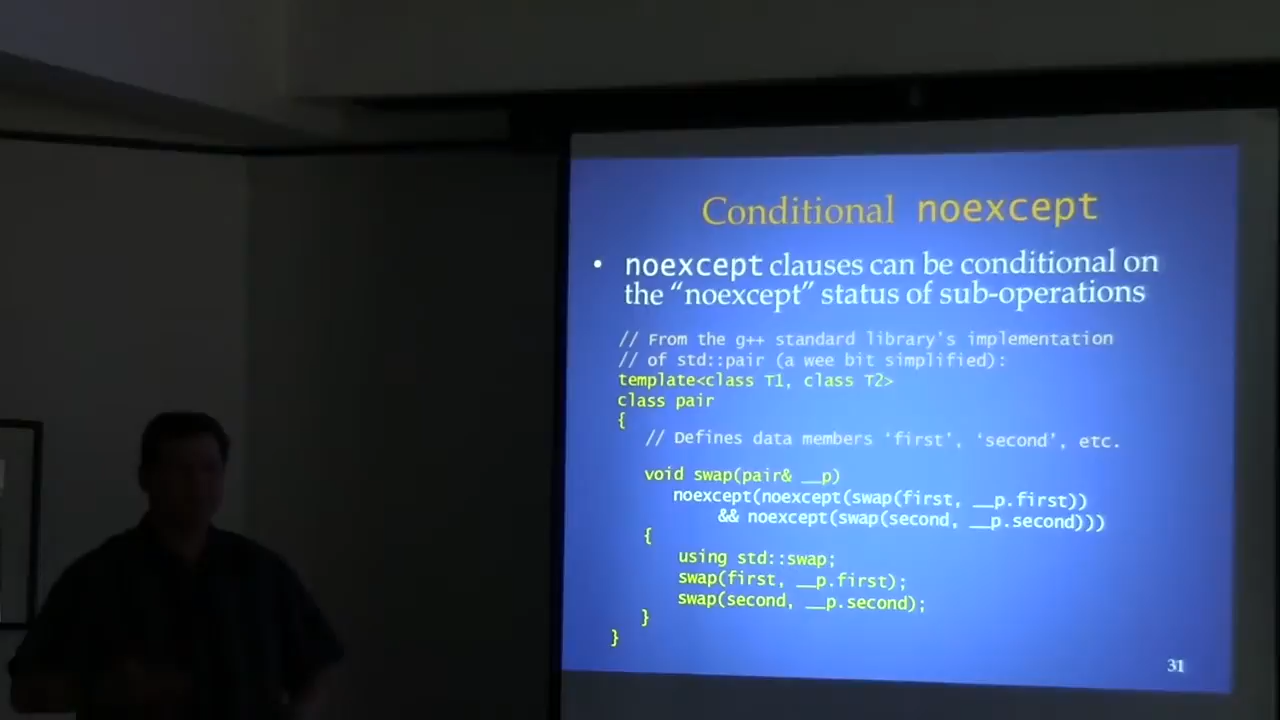 Conditional noexcept
• noexcept clauses can be conditional on
the “noexcept” status of sub-operations
// From the g++ standard library’s implementation
// of std::pair (a wee bit simplified):
template<class T1, class T2>
class pair
{
// Defines data members ‘first’, ‘second’, etc.
void swap(pair& __p)
noexcept(noexcept(swap(first, __p.first))
&& noexcept(swap(second, __p.second)))
{
using std::swap;
swap(first, __p.first);
swap(second, __p.second);
}
}
31